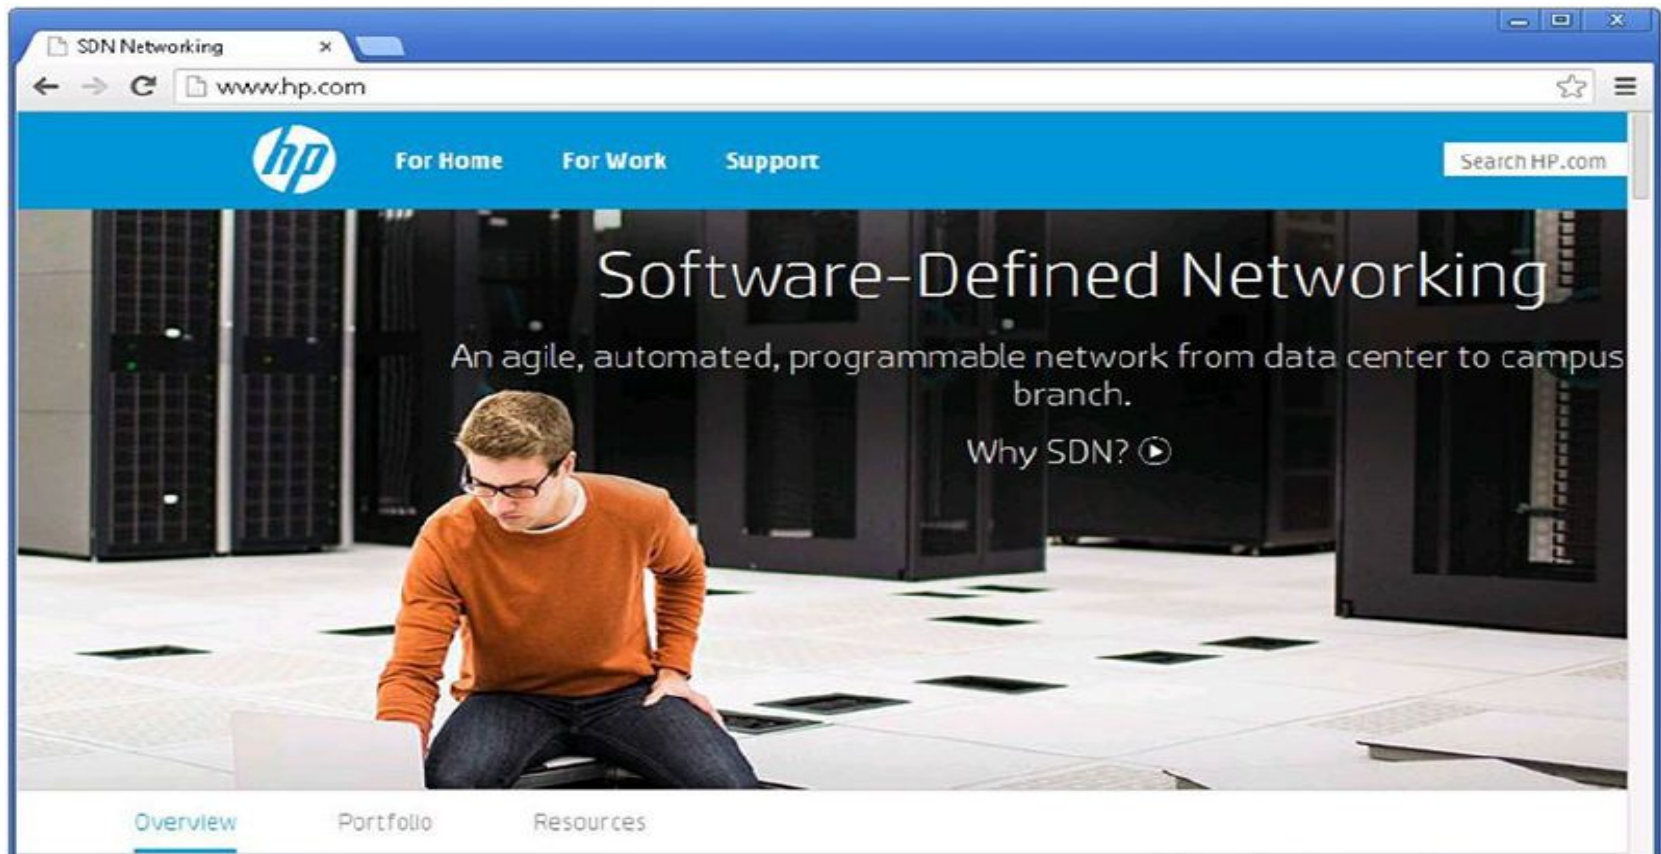 SDN Networking
www.hp.com
hp
For Home
For Work
Support
Search HP.com
Software-Defined Networking
An agile, automated, programmable network from data center to campus
branch.
Why SDN?
Overview
Portfolio
Resources